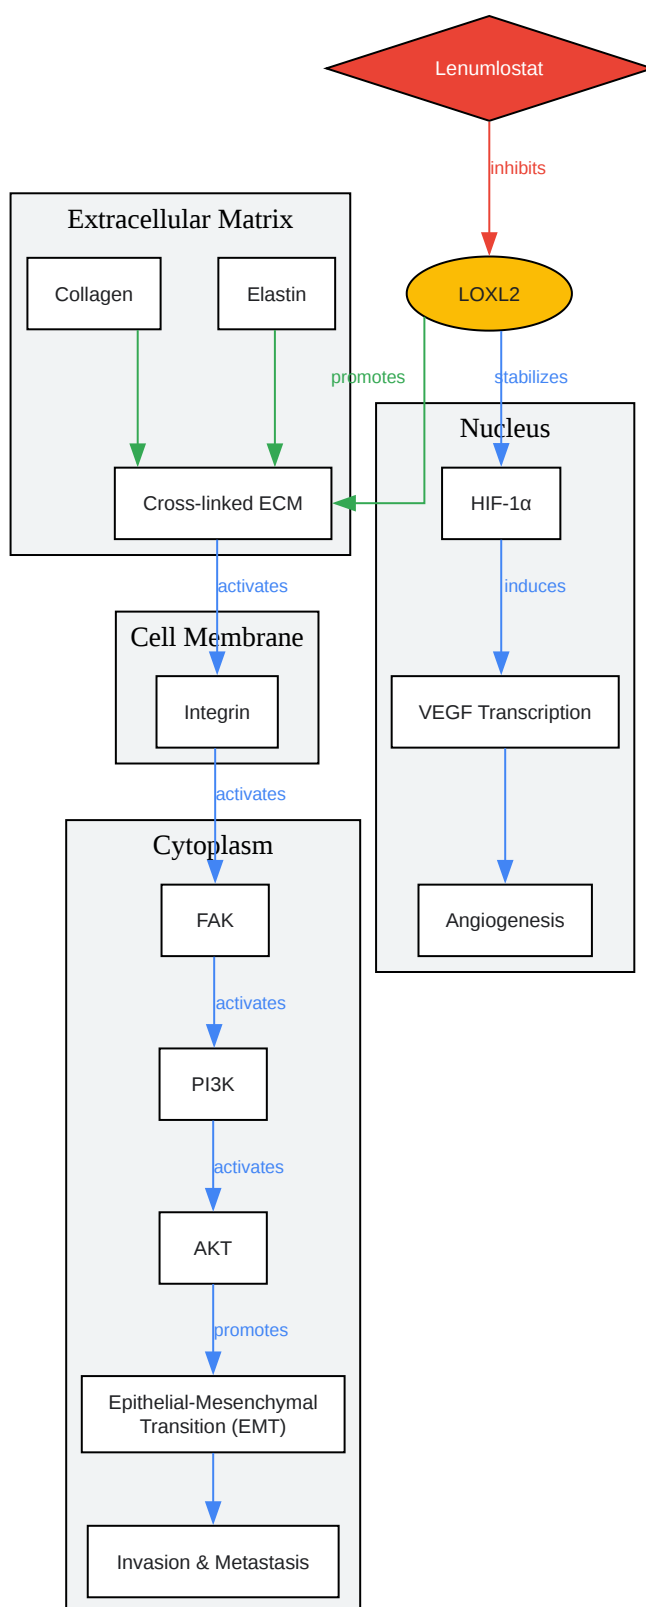 Lenumlostat
inhibits
Extracellular Matrix
Collagen
Elastin
LOXL2
promotes
stabilizes
Nucleus
Cross-linked ECM
HIF-1α
activates
induces
Cell Membrane
Integrin
VEGF Transcription
activates
Cytoplasm
FAK
Angiogenesis
activates
PI3K
activates
AKT
promotes
Epithelial-Mesenchymal
Transition (EMT)
Invasion & Metastasis